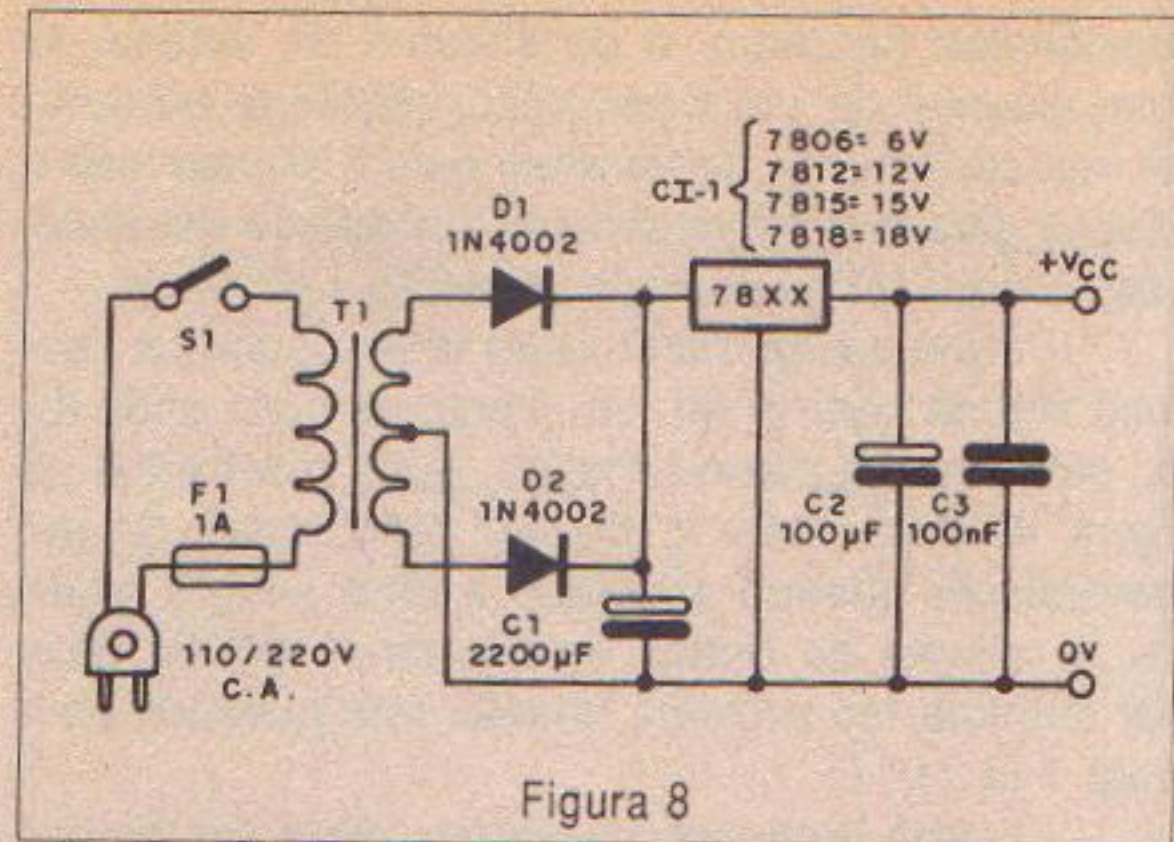 CI-1
7806= 6V
7812= 12V
7815= 15V
7818= 18V
D1
1N4002
+VCC
78XX
S1
T1
F1
1A
D2
1N4002
C2
100µF
C3
100nF
C1
2200µF
110/220V
C.A.
0V
Figura 8